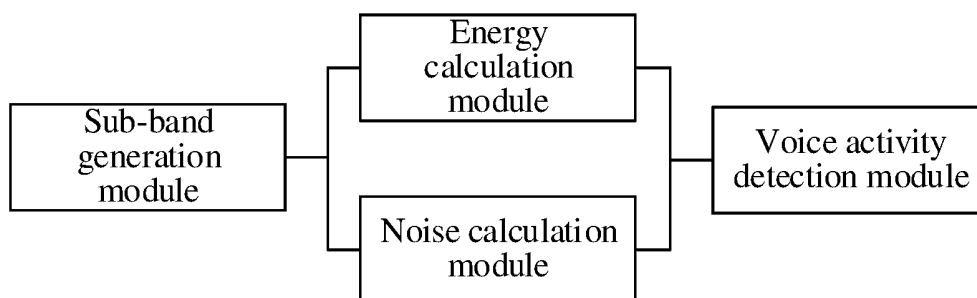 Sub-band
generation
module
Energy
calculation
module
Noise calculation
module
Voice activity
detection module